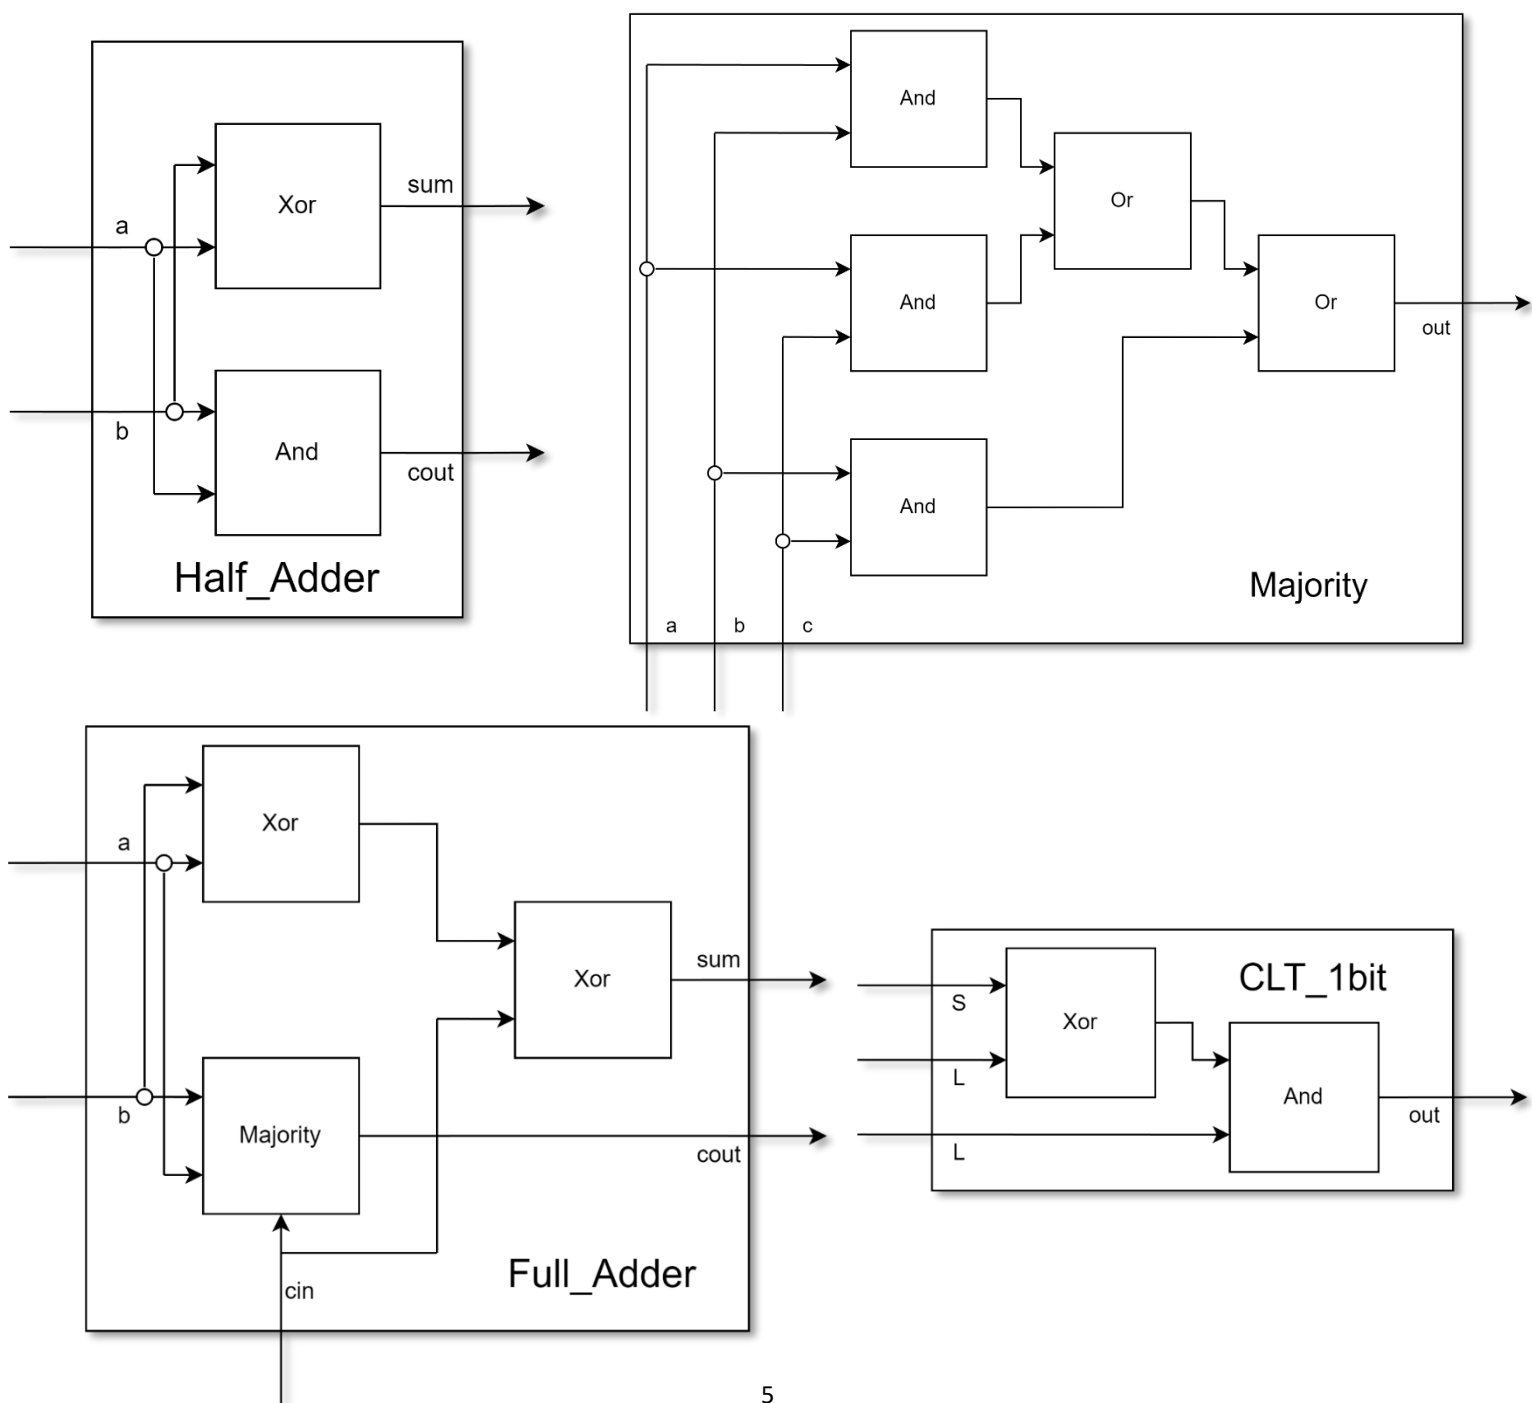 Xor
sum
a
And
b
cout
Half_Adder
And
Or
And
Or
out
And
Majority
a b c
Xor
a
Xor
sum
b
Majority
cout
cin
Full_Adder
CLT_1bit
S
Xor
L
And
out
L
5